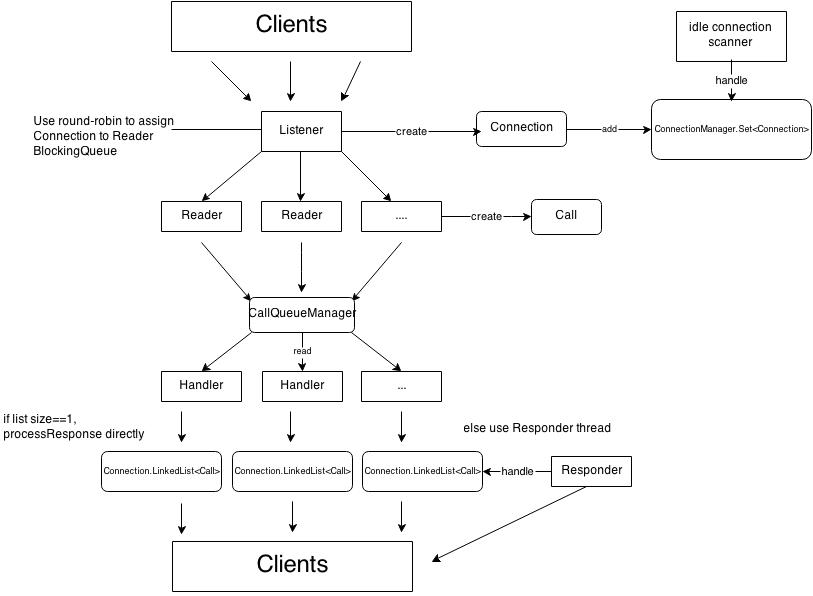 Clients
idle connection
scanner
handle
Use round-robin to assign
Connection to Reader
BlockingQueue
Listener
create
Connection
add
ConnectionManager.Set<Connection>
Reader
Reader
....
create
Call
CallQueueManager
read
Handler
Handler
...
if list size==1,
processResponse directly
else use Responder thread
Connection.LinkedList<Call>
Connection.LinkedList<Call>
Connection.LinkedList<Call>
handle
Responder
Clients